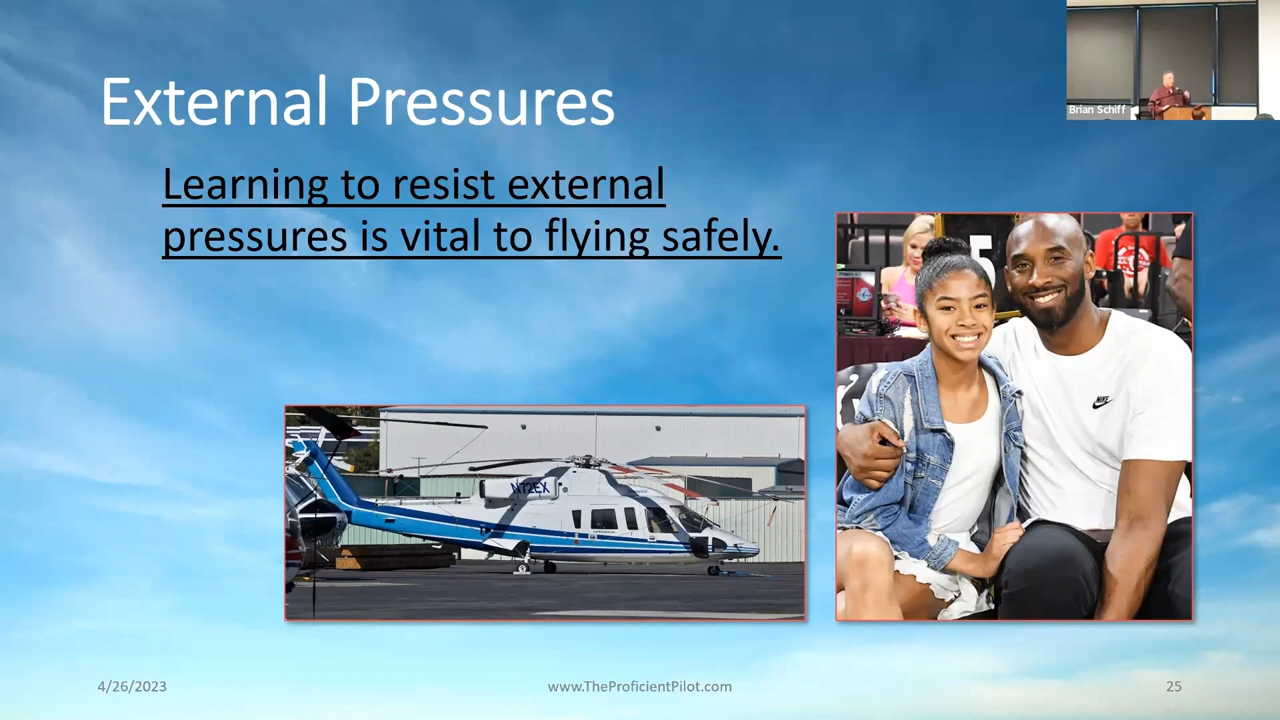 External Pressures
Learning to resist external
pressures is vital to flying safely.
Brian Schiff
5
NIKE
N72EX
4/26/2023
www.TheProficientPilot.com
25